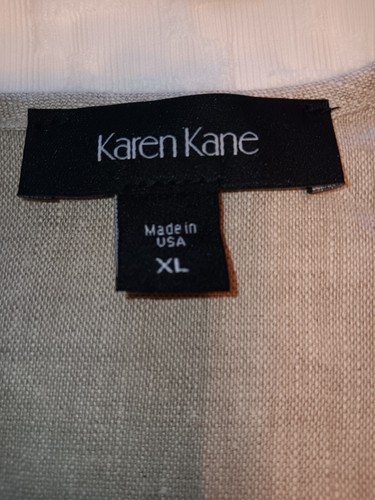 Karen Kane
Made in
USA
XL